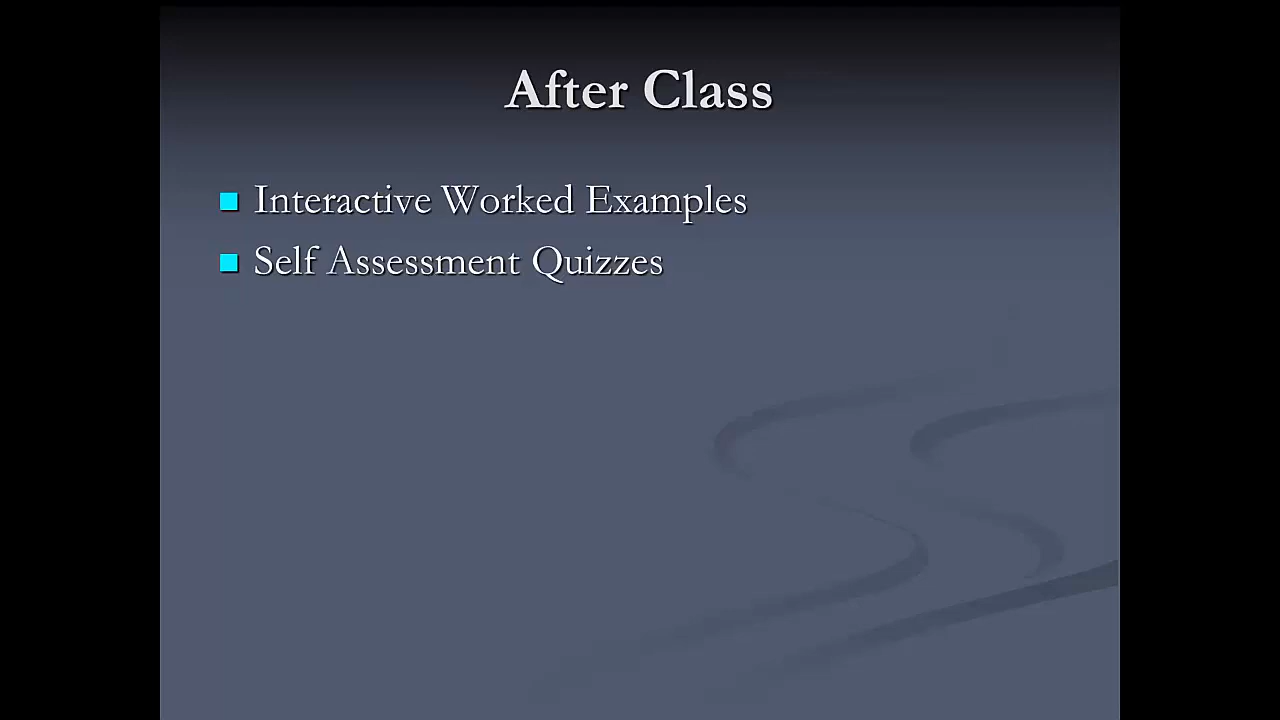 After Class
Interactive Worked Examples
Self Assessment Quizzes